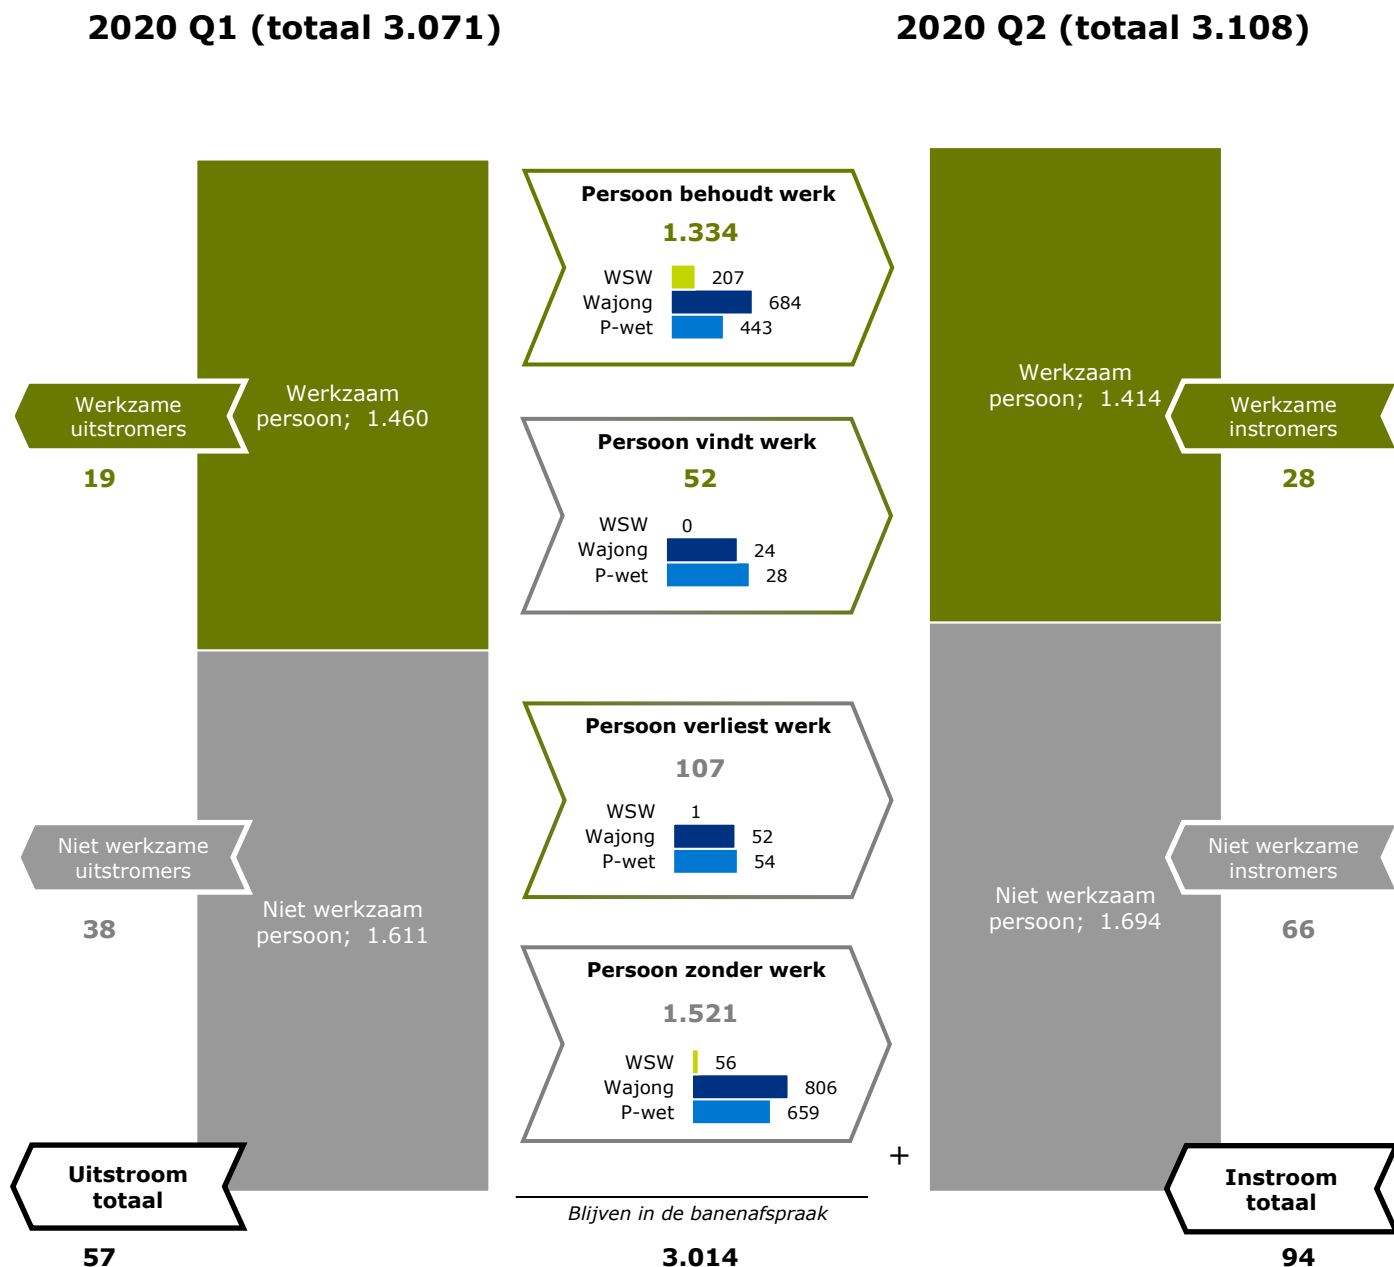 2020 Q1 (totaal 3.071)
2020 Q2 (totaal 3.108)
Werkzaam
persoon; 1.460
Werkzame
uitstromers
19
Niet werkzame
uitstromers
38
Niet werkzaam
persoon; 1.611
Uitstroom
totaal
57
Persoon behoudt werk
1.334
WSW 207
Wajong 684
P-wet 443
Persoon vindt werk
52
WSW 0
Wajong 24
P-wet 28
Persoon verliest werk
107
WSW 1
Wajong 52
P-wet 54
Persoon zonder werk
1.521
WSW 56
Wajong 806
P-wet 659
+
Blijven in de banenafspraak
3.014
Werkzaam
persoon; 1.414
Werkzame
instromers
28
Niet werkzaam
persoon; 1.694
Niet werkzame
instromers
66
Instroom
totaal
94